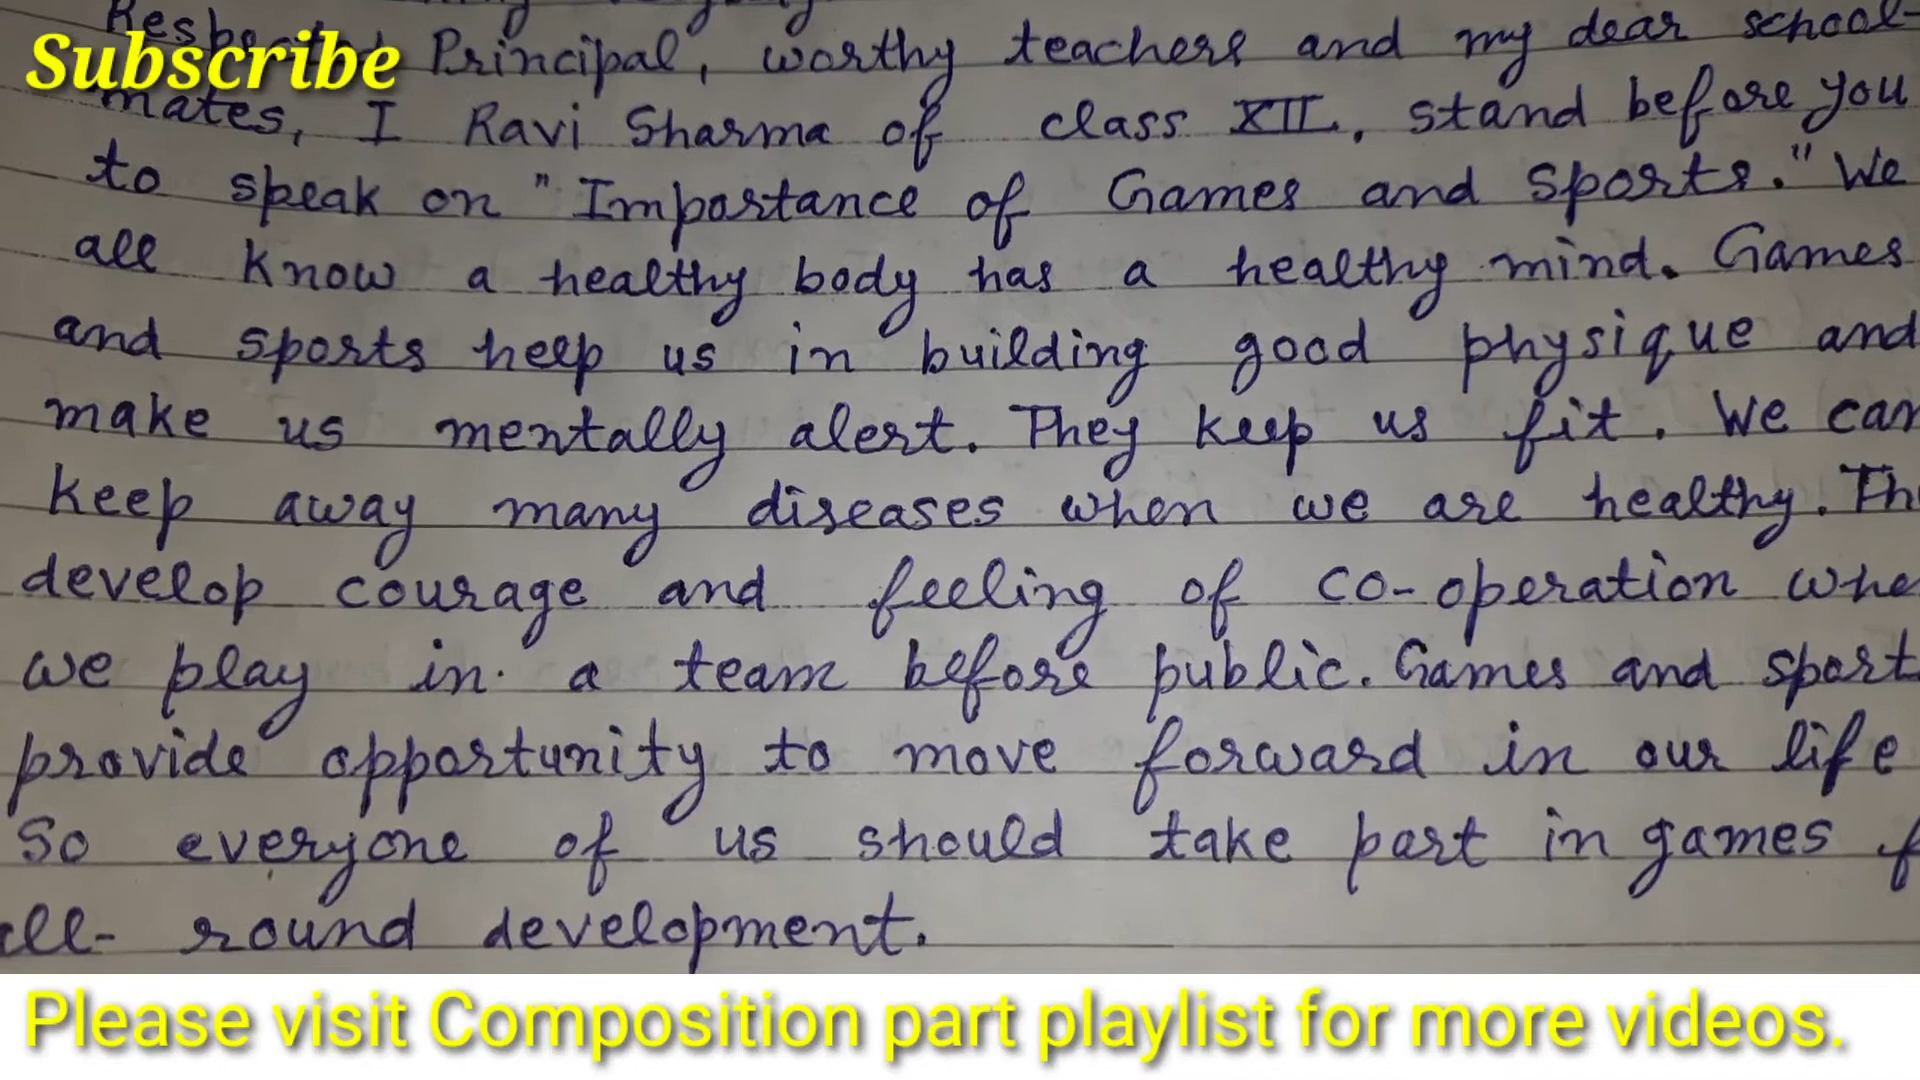 Subscribe
Principal, worthy teachers and my dear school-
mates, I Ravi Sharma of class XII, stand before you
to speak on "Importance of Games and Sports." We
all know a healthy body has a healthy mind. Games
and sports help us in building good physique and
make us mentally alert. They keep us fit. We can
keep away many diseases when we are healthy. Th
develop courage and feeling of co-operation whe
we play in a team before public. Games and sport
provide opportunity to move forward in our life
So everyone of us should take part in games f
all- round development.
Please visit Composition part playlist for more videos.